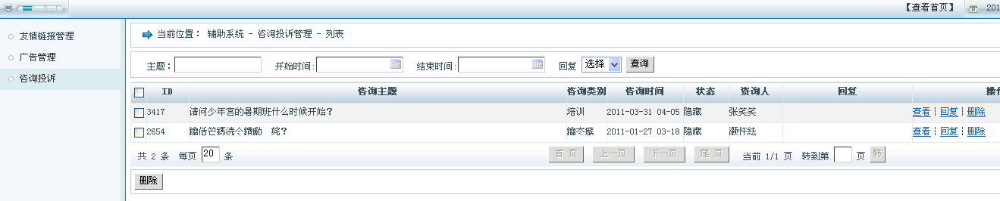 【查看首页】 201
友情链接管理
广告管理
咨询投诉
当前位置： 辅助系统 - 咨询投诉管理 - 列表
主题： 开始时间: 结束时间: 回复 选择 查询
ID 咨询主题 咨询类别 咨询时间 状态 资询人 回复 操作
3417 请问少年宫的暑期班什么时候开始？ 培训 2011-03-31 04-05 隐藏 张笑笑 查看 ┆ 回复 ┆ 删除
2654 2011-01-27 03-18 隐藏 查看 ┆ 回复 ┆ 删除
共 2 条 每页 20 条 首 页 上一页 下一页 尾 页 当前 1/1 页 转到第 页 转
删除